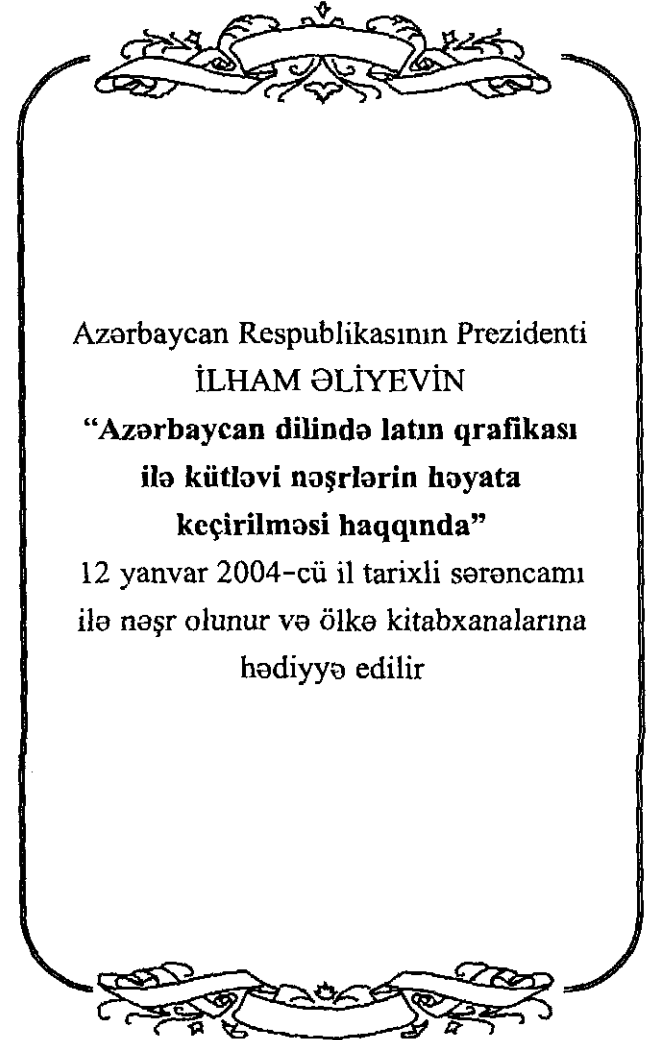 Azərbaycan Respublikasının Prezidenti
İLHAM ƏLİYEVİN
“Azərbaycan dilində latın qrafikası
ilə kütləvi nəşrlərin həyata
keçirilməsi haqqında”
12 yanvar 2004-cü il tarixli sərəncamı
ilə nəşr olunur və ölkə kitabxanalarına
hədiyyə edilir